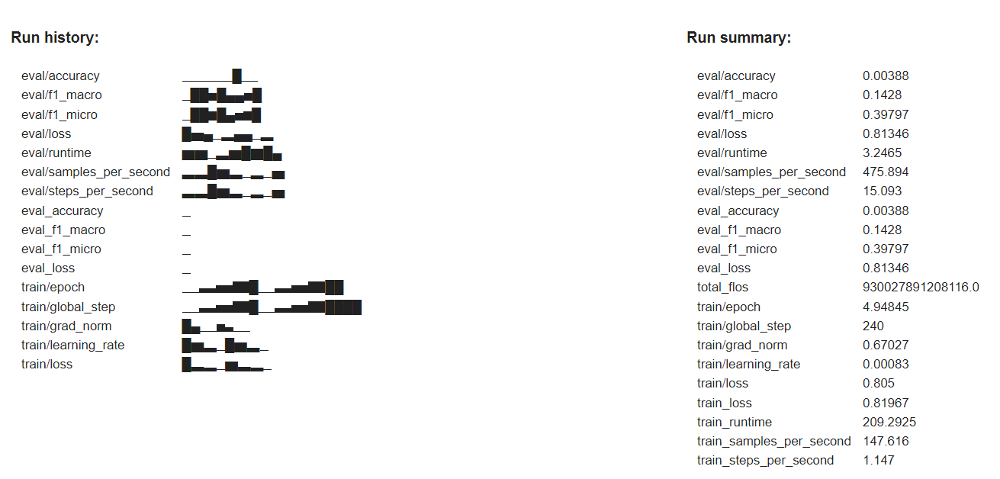 Run history:
eval/accuracy
eval/f1_macro
eval/f1_micro
eval/loss
eval/runtime
eval/samples_per_second
eval/steps_per_second
eval_accuracy
eval_f1_macro
eval_f1_micro
eval_loss
train/epoch
train/global_step
train/grad_norm
train/learning_rate
train/loss
Run summary:
eval/accuracy 0.00388
eval/f1_macro 0.1428
eval/f1_micro 0.39797
eval/loss 0.81346
eval/runtime 3.2465
eval/samples_per_second 475.894
eval/steps_per_second 15.093
eval_accuracy 0.00388
eval_f1_macro 0.1428
eval_f1_micro 0.39797
eval_loss 0.81346
total_flos 930027891208116.0
train/epoch 4.94845
train/global_step 240
train/grad_norm 0.67027
train/learning_rate 0.00083
train/loss 0.805
train_loss 0.81967
train_runtime 209.2925
train_samples_per_second 147.616
train_steps_per_second 1.147